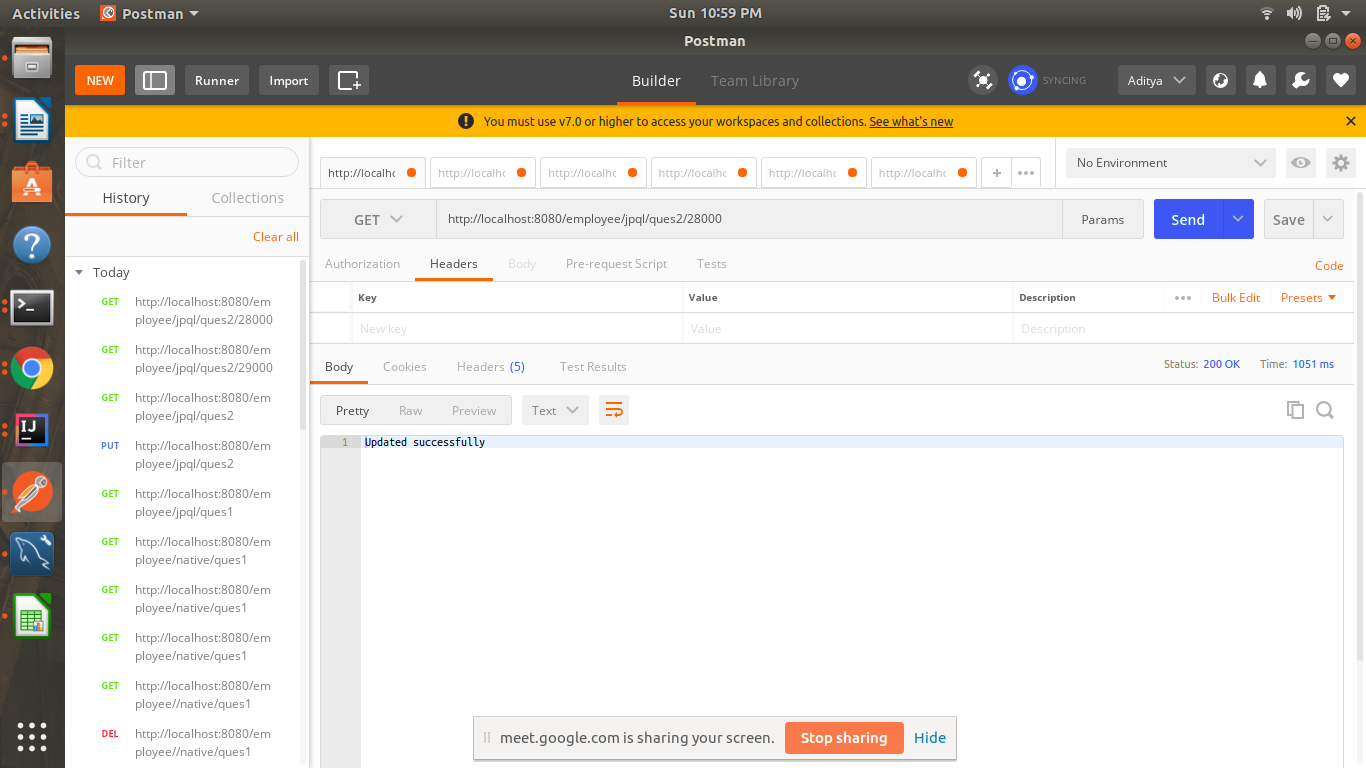 Activities
Postman
Sun 10:59 PM
Postman
NEW
Runner
Import
Builder
Team Library
SYNCING
Aditya
You must use v7.0 or higher to access your workspaces and collections. See what's new
Filter
History
Collections
Clear all
Today
GET http://localhost:8080/em
ployee/jpql/ques2/28000
GET http://localhost:8080/em
ployee/jpql/ques2/29000
GET http://localhost:8080/em
ployee/jpql/ques2
PUT http://localhost:8080/em
ployee/jpql/ques2
GET http://localhost:8080/em
ployee/jpql/ques1
GET http://localhost:8080/em
ployee/native/ques1
GET http://localhost:8080/em
ployee/native/ques1
GET http://localhost:8080/em
ployee/native/ques1
GET http://localhost:8080/em
ployee//native/ques1
DEL http://localhost:8080/em
ployee//native/ques1
http://localhc
http://localhc
http://localhc
http://localhc
http://localhc
http://localhc
No Environment
GET
http://localhost:8080/employee/jpql/ques2/28000
Params
Send
Save
Authorization
Headers
Body
Pre-request Script
Tests
Code
Key
Value
Description
Bulk Edit
Presets
New key
Value
Description
Body
Cookies
Headers (5)
Test Results
Status: 200 OK
Time: 1051 ms
Pretty
Raw
Preview
Text
1 Updated successfully
meet.google.com is sharing your screen.
Stop sharing
Hide
IJ